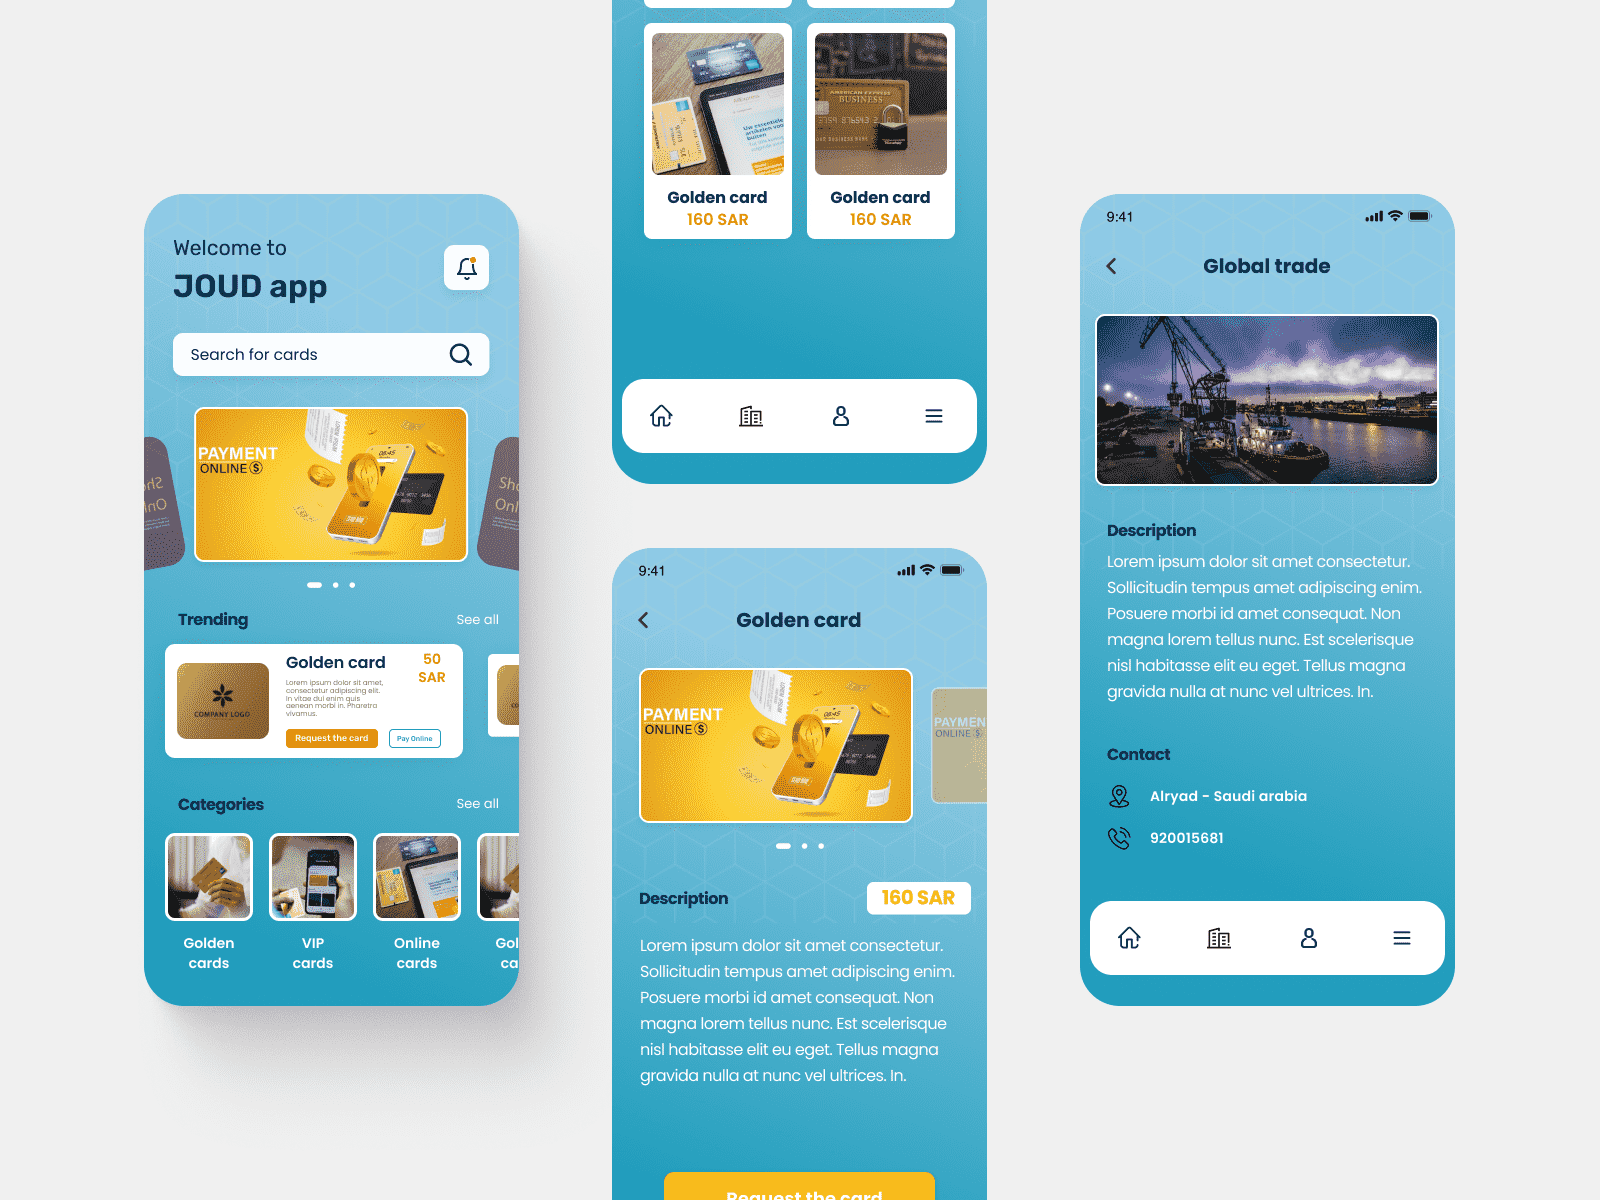 Welcome to
JOUD app
Search for cards
PAYMENT
ONLINE $
08:45
Trending
See all
Golden card
50
SAR
Lorem ipsum dolor sit amet,
consectetur adipiscing elit.
In vitae dui enim quis
aenean morbi in. Pharetra
vivamus.
COMPANY LOGO
Request the card
Pay Online
Categories
See all
Golden
cards
VIP
cards
Online
cards
Gol
ca
AMERICAN EXPRESS
BUSINESS
Golden card
160 SAR
Golden card
160 SAR
9:41
Golden card
PAYMENT
ONLINE $
08:45
PAYMENT
ONLINE $
Description
160 SAR
Lorem ipsum dolor sit amet consectetur.
Sollicitudin tempus amet adipiscing enim.
Posuere morbi id amet consequat. Non
magna lorem tellus nunc. Est scelerisque
nisl habitasse elit eu eget. Tellus magna
gravida nulla at nunc vel ultrices. In.
Request the card
9:41
Global trade
Description
Lorem ipsum dolor sit amet consectetur.
Sollicitudin tempus amet adipiscing enim.
Posuere morbi id amet consequat. Non
magna lorem tellus nunc. Est scelerisque
nisl habitasse elit eu eget. Tellus magna
gravida nulla at nunc vel ultrices. In.
Contact
Alryad - Saudi arabia
920015681